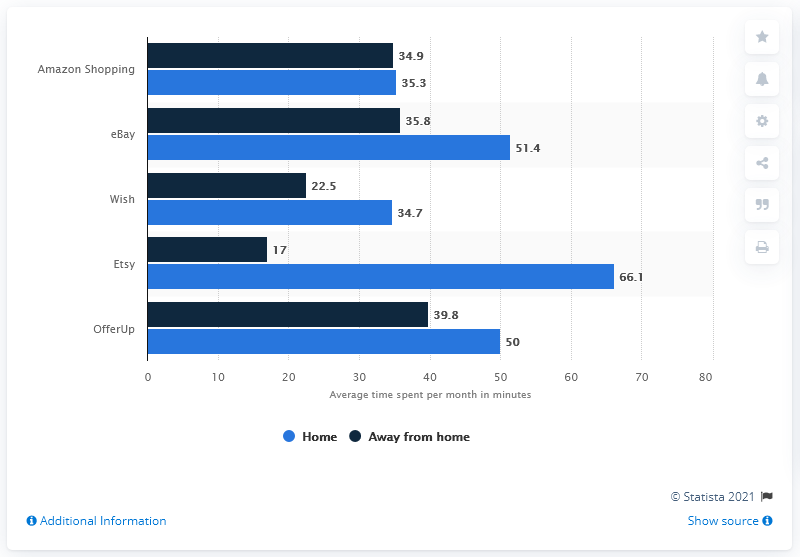 Amazon Shopping
34.9
35.3
eBay
35.8
51.4
Wish
22.5
34.7
Etsy
17
66.1
OfferUp
39.8
50
0 10 20 30 40 50 60 70 80
Average time spent per month in minutes
Home Away from home
© Statista 2021
Additional Information Show source